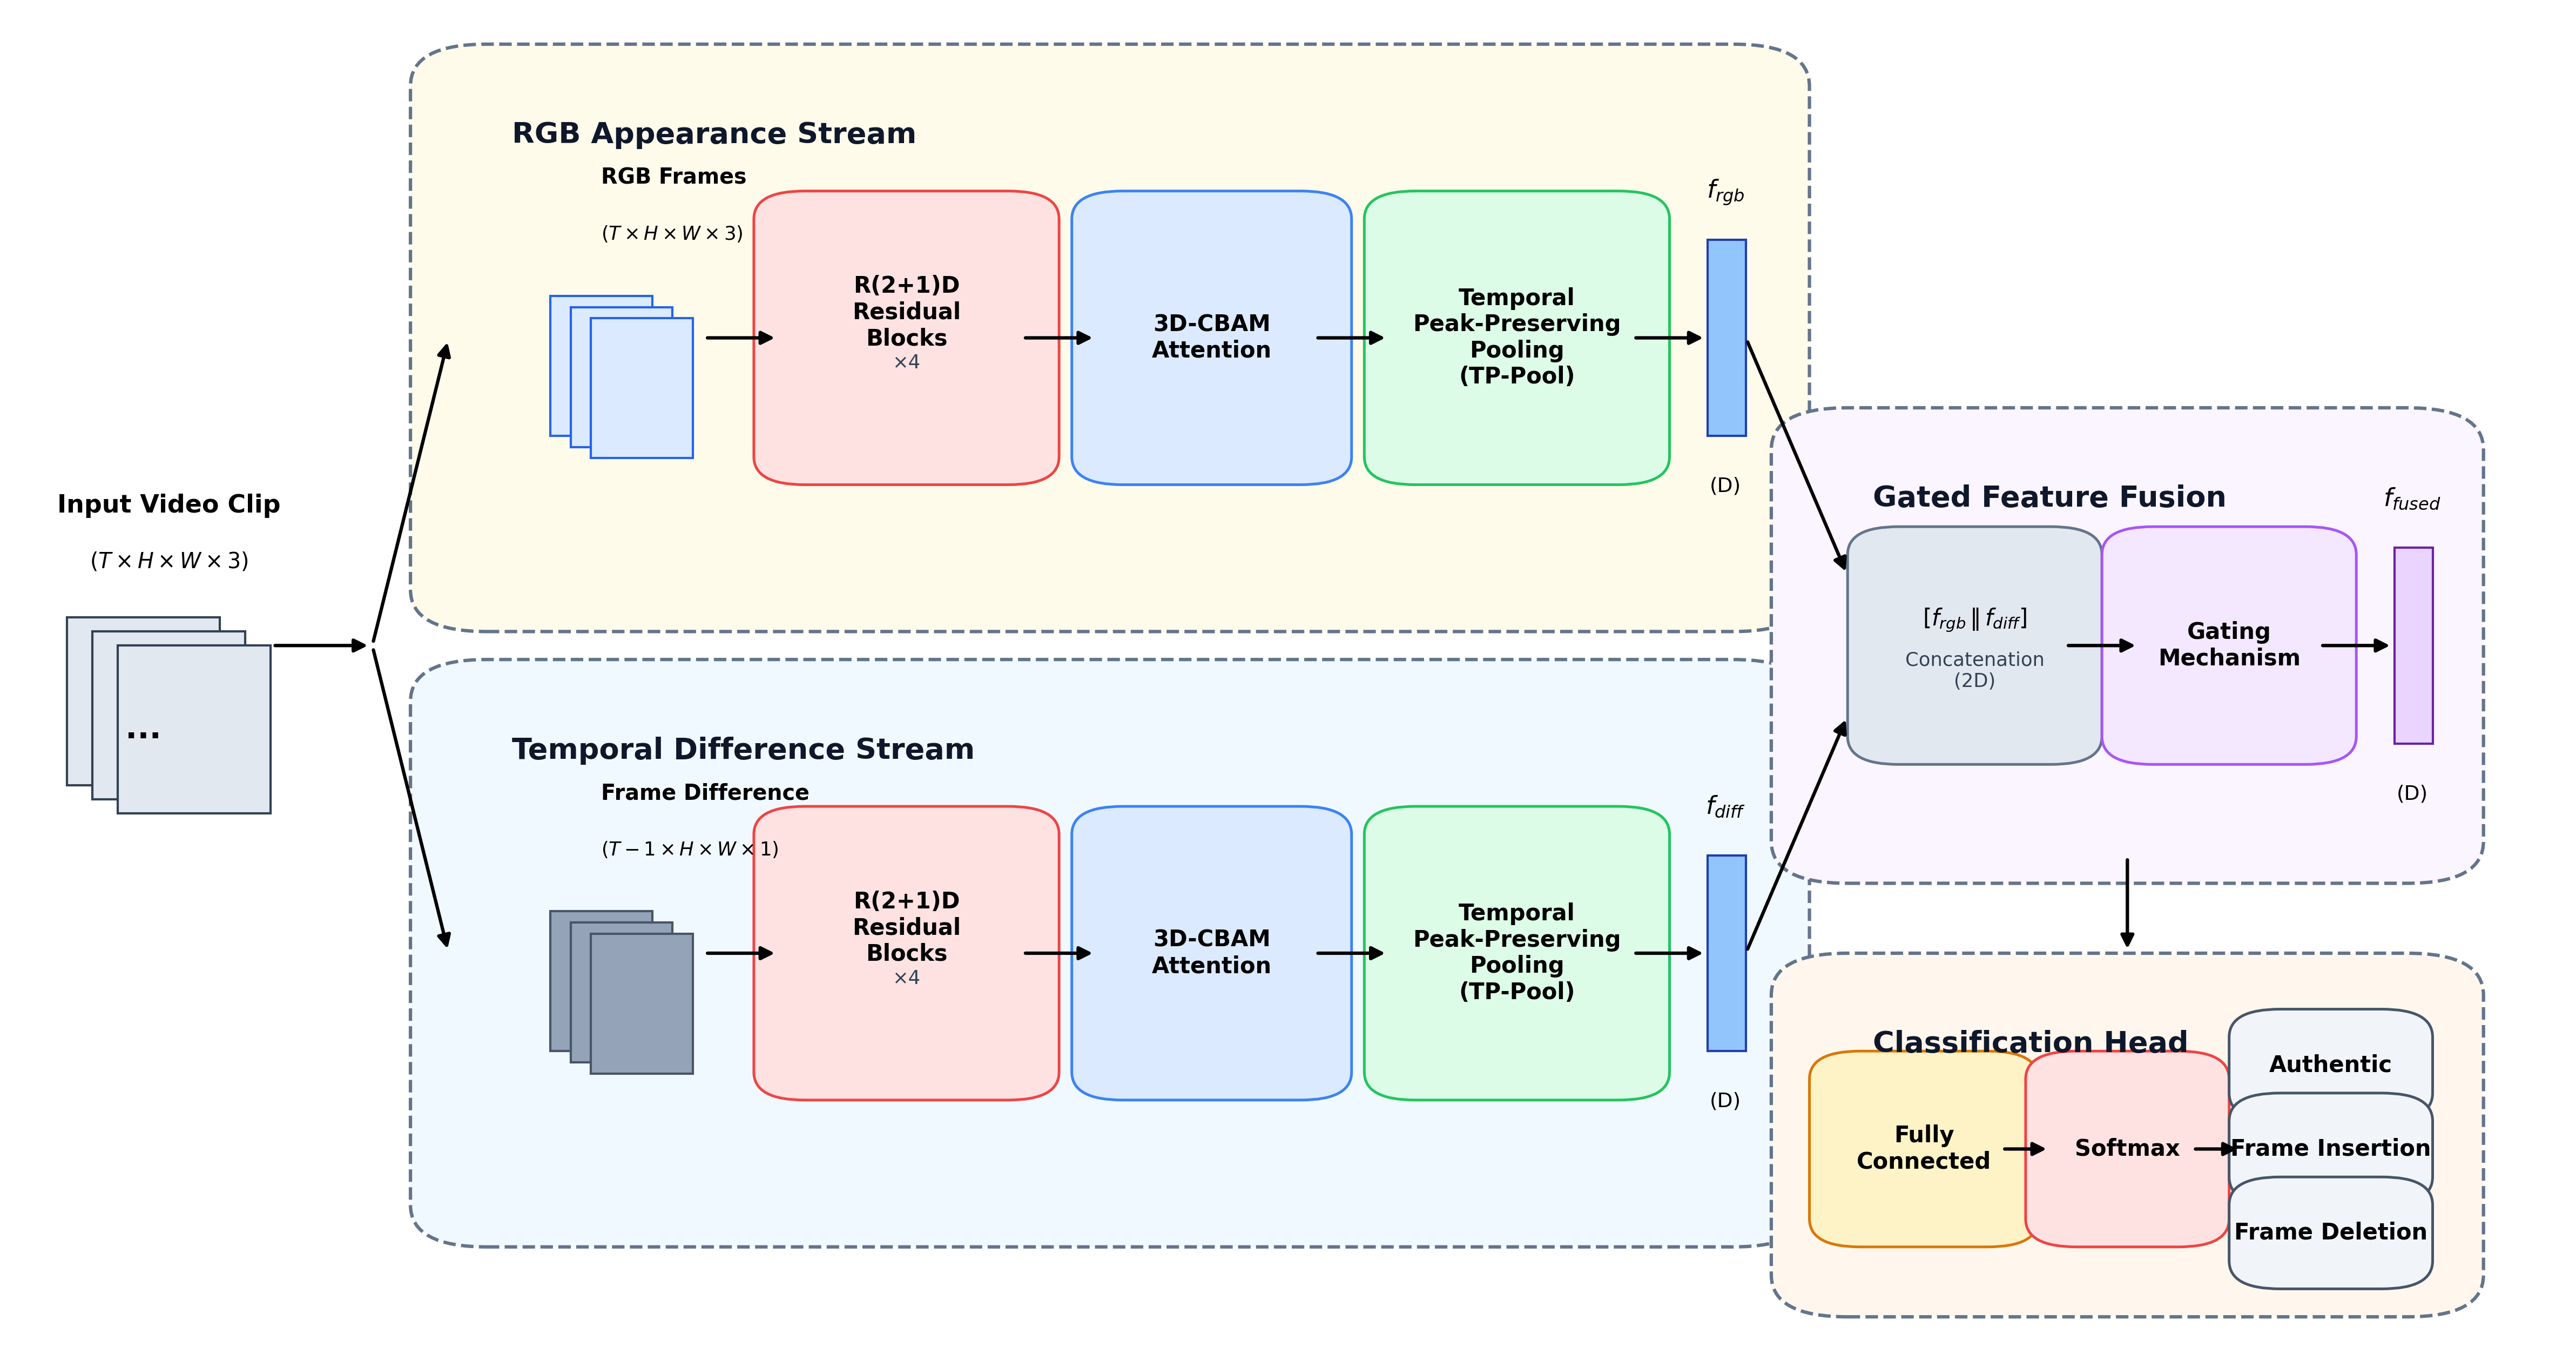 Input Video Clip
(T × H × W × 3)
...
RGB Appearance Stream
RGB Frames
(T × H × W × 3)
R(2+1)D
Residual
Blocks
×4
3D-CBAM
Attention
Temporal
Peak-Preserving
Pooling
(TP-Pool)
f_rgb
(D)
Temporal Difference Stream
Frame Difference
(T − 1 × H × W × 1)
R(2+1)D
Residual
Blocks
×4
3D-CBAM
Attention
Temporal
Peak-Preserving
Pooling
(TP-Pool)
f_diff
(D)
Gated Feature Fusion
[f_rgb ‖ f_diff]
Concatenation
(2D)
Gating
Mechanism
f_fused
(D)
Classification Head
Fully
Connected
Softmax
Authentic
Frame Insertion
Frame Deletion